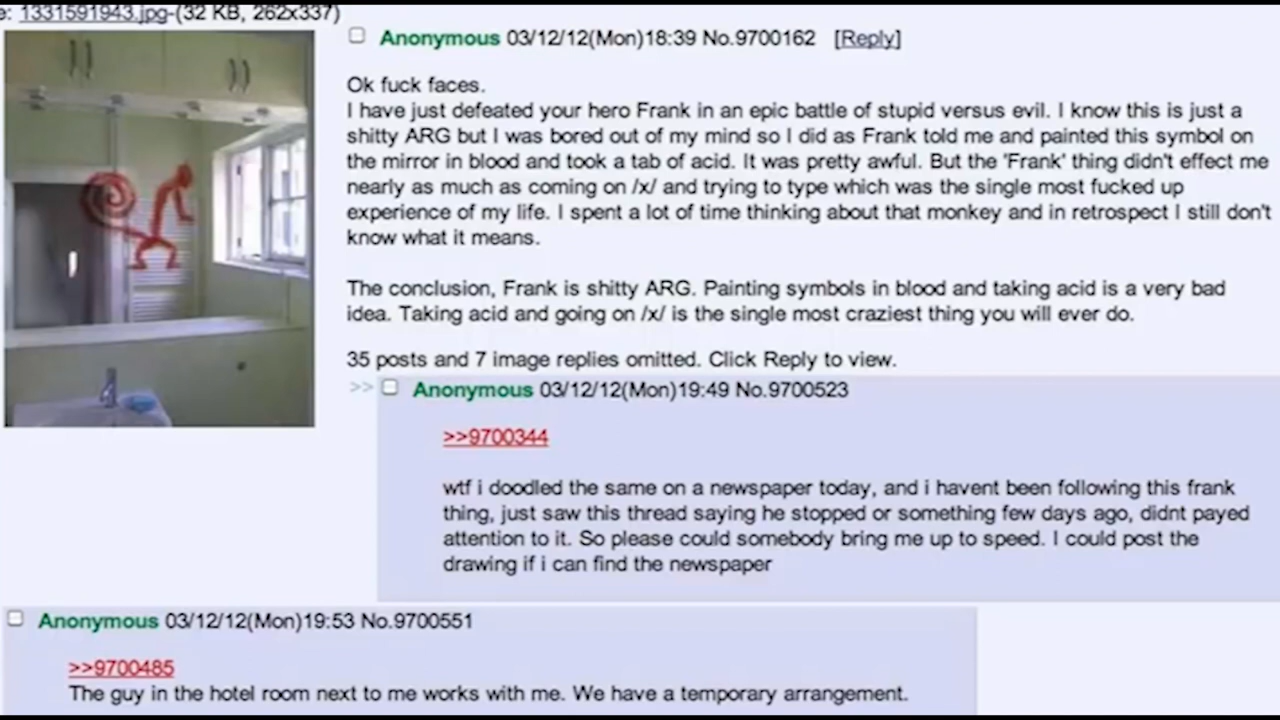 e: 1331591943.jpg-(32 KB, 262x337)
Anonymous 03/12/12(Mon)18:39 No.9700162 [Reply]
Ok fuck faces.
I have just defeated your hero Frank in an epic battle of stupid versus evil. I know this is just a
shitty ARG but I was bored out of my mind so I did as Frank told me and painted this symbol on
the mirror in blood and took a tab of acid. It was pretty awful. But the 'Frank' thing didn't effect me
nearly as much as coming on /x/ and trying to type which was the single most fucked up
experience of my life. I spent a lot of time thinking about that monkey and in retrospect I still don't
know what it means.
The conclusion, Frank is shitty ARG. Painting symbols in blood and taking acid is a very bad
idea. Taking acid and going on /x/ is the single most craziest thing you will ever do.
35 posts and 7 image replies omitted. Click Reply to view.
>> Anonymous 03/12/12(Mon)19:49 No.9700523
>>9700344
wtf i doodled the same on a newspaper today, and i havent been following this frank
thing, just saw this thread saying he stopped or something few days ago, didnt payed
attention to it. So please could somebody bring me up to speed. I could post the
drawing if i can find the newspaper
Anonymous 03/12/12(Mon)19:53 No.9700551
>>9700485
The guy in the hotel room next to me works with me. We have a temporary arrangement.